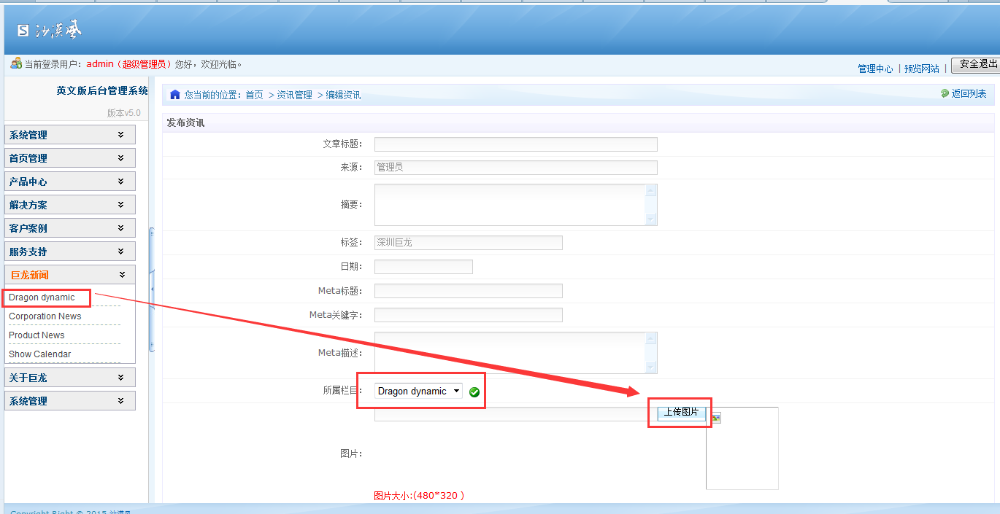 S 沙漠风
当前登录用户：admin（超级管理员）您好，欢迎光临。
管理中心 | 预览网站 | 安全退出
英文版后台管理系统
版本v5.0
系统管理
首页管理
产品中心
解决方案
客户案例
服务支持
巨龙新闻
Dragon dynamic
Corporation News
Product News
Show Calendar
关于巨龙
系统管理
您当前的位置：首页 > 资讯管理 > 编辑资讯
返回列表
发布资讯
文章标题：
来源： 管理员
摘要：
标签： 深圳巨龙
日期：
Meta标题：
Meta关键字：
Meta描述：
所属栏目： Dragon dynamic
上传图片
图片：
图片大小:(480*320 )
Copyright Right © 2015 沙漠风